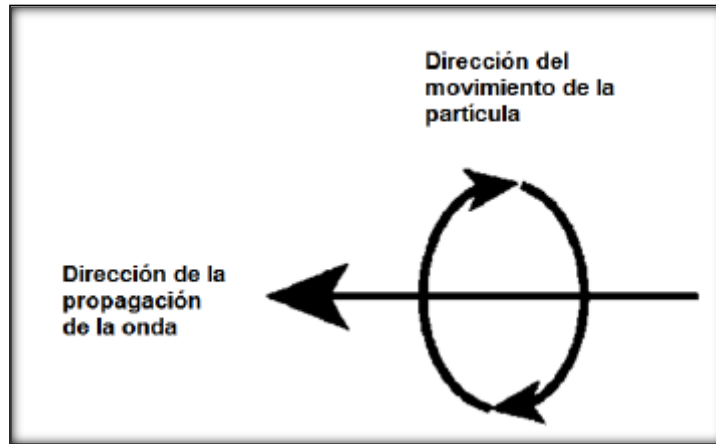 Dirección del
movimiento de la
partícula
Dirección de la
propagación
de la onda